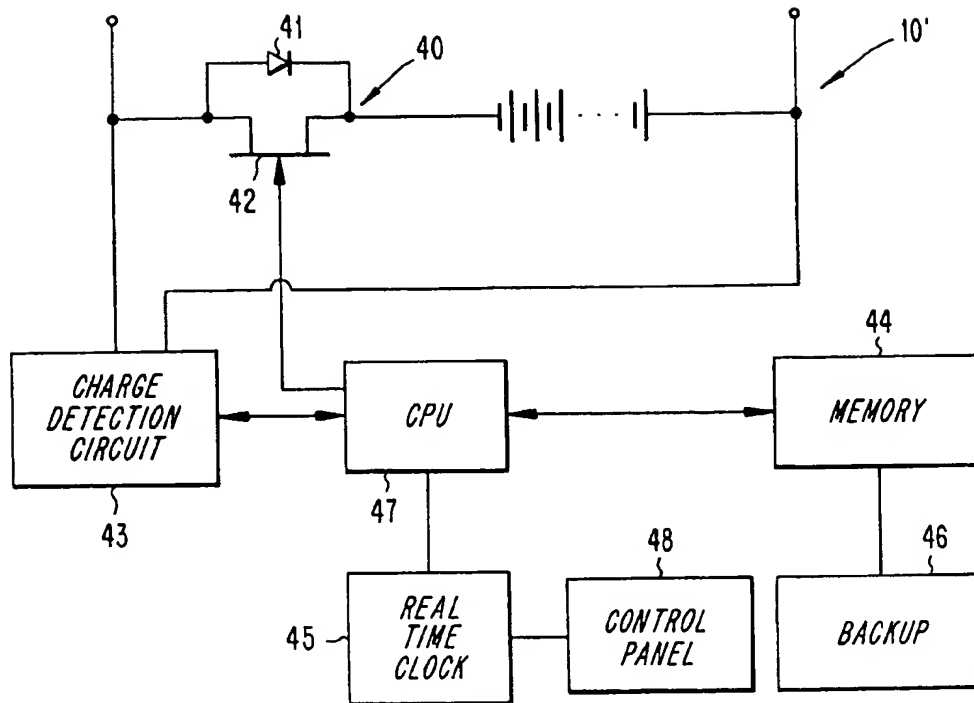 41
40
10'
42
44
CHARGE
DETECTION
CIRCUIT
CPU
MEMORY
43
47
48
46
45
REAL
TIME
CLOCK
CONTROL
PANEL
BACKUP